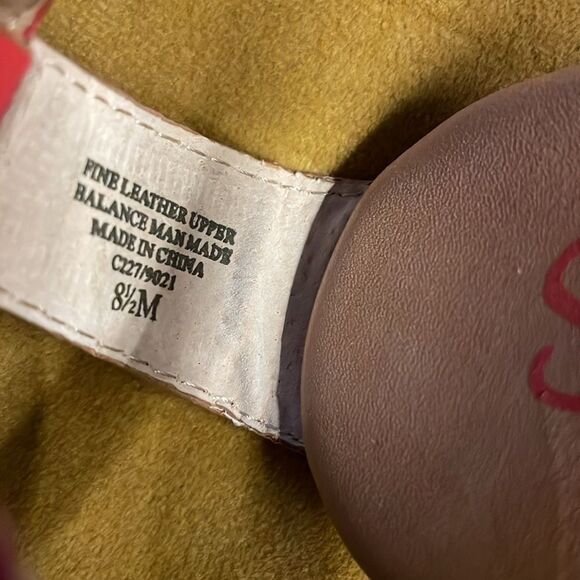 FINE LEATHER UPPER
BALANCE MAN MADE
MADE IN CHINA
C227/9021
8½M